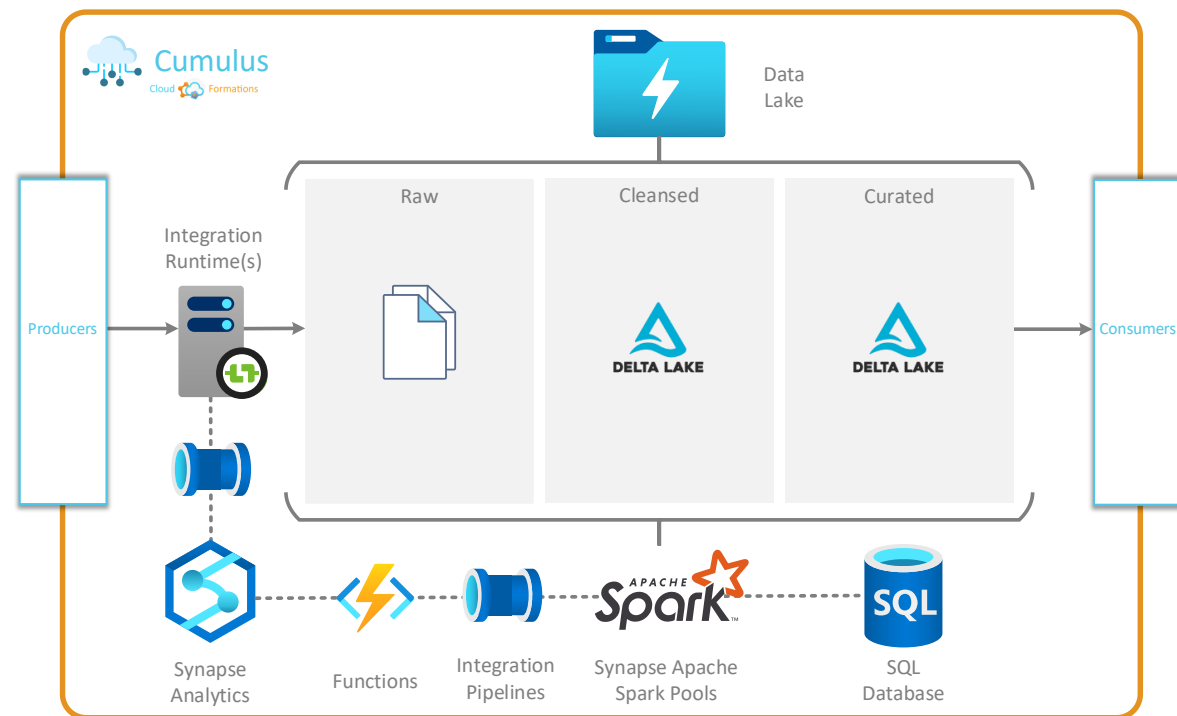 Cumulus
Cloud Formations
Data
Lake
Raw
Cleansed
Curated
Integration
Runtime(s)
Producers
Consumers
DELTA LAKE
DELTA LAKE
APACHE
Spark™
SQL
Synapse
Analytics
Functions
Integration
Pipelines
Synapse Apache
Spark Pools
SQL
Database